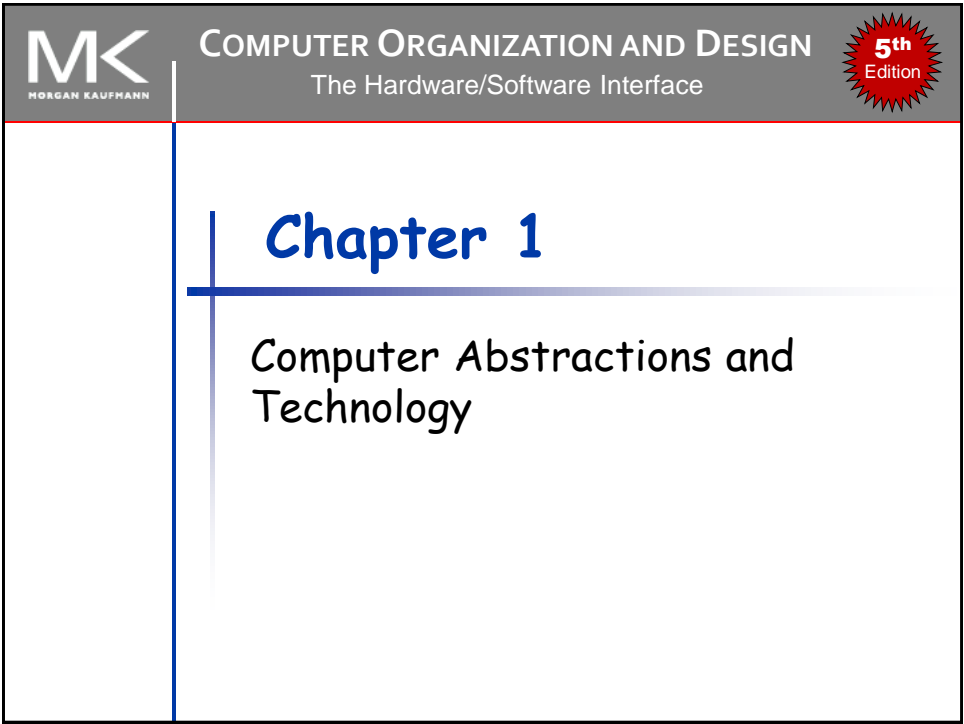 MK
MORGAN KAUFMANN
COMPUTER ORGANIZATION AND DESIGN
The Hardware/Software Interface
5th
Edition
Chapter 1
Computer Abstractions and
Technology